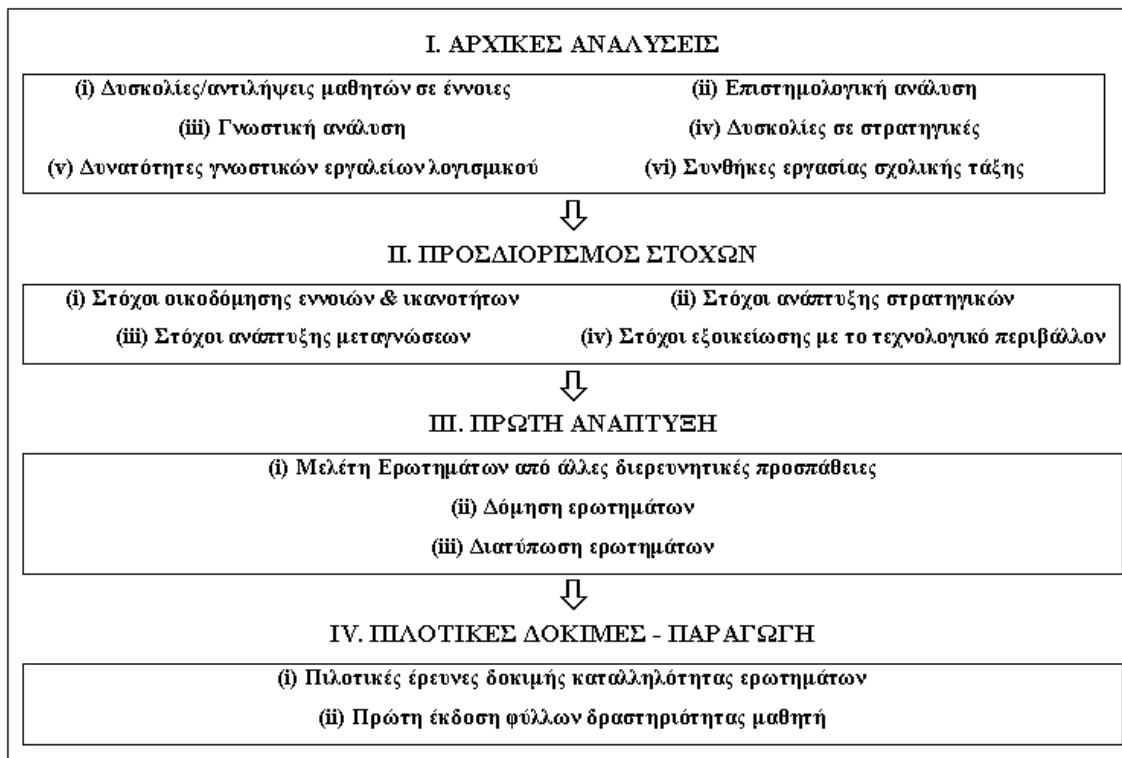 I. ΑΡΧΙΚΕΣ ΑΝΑΛΥΣΕΙΣ
(i) Δυσκολίες/αντιλήψεις μαθητών σε έννοιες (ii) Επιστημολογική ανάλυση
(iii) Γνωστική ανάλυση (iv) Δυσκολίες σε στρατηγικές
(v) Δυνατότητες γνωστικών εργαλείων λογισμικού (vi) Συνθήκες εργασίας σχολικής τάξης
II. ΠΡΟΣΔΙΟΡΙΣΜΟΣ ΣΤΟΧΩΝ
(i) Στόχοι οικοδόμησης εννοιών & ικανοτήτων (ii) Στόχοι ανάπτυξης στρατηγικών
(iii) Στόχοι ανάπτυξης μεταγνώσεων (iv) Στόχοι εξοικείωσης με το τεχνολογικό περιβάλλον
III. ΠΡΩΤΗ ΑΝΑΠΤΥΞΗ
(i) Μελέτη Ερωτημάτων από άλλες διερευνητικές προσπάθειες
(ii) Δόμηση ερωτημάτων
(iii) Διατύπωση ερωτημάτων
IV. ΠΙΛΟΤΙΚΕΣ ΔΟΚΙΜΕΣ - ΠΑΡΑΓΩΓΗ
(i) Πιλοτικές έρευνες δοκιμής καταλληλότητας ερωτημάτων
(ii) Πρώτη έκδοση φύλλων δραστηριότητας μαθητή